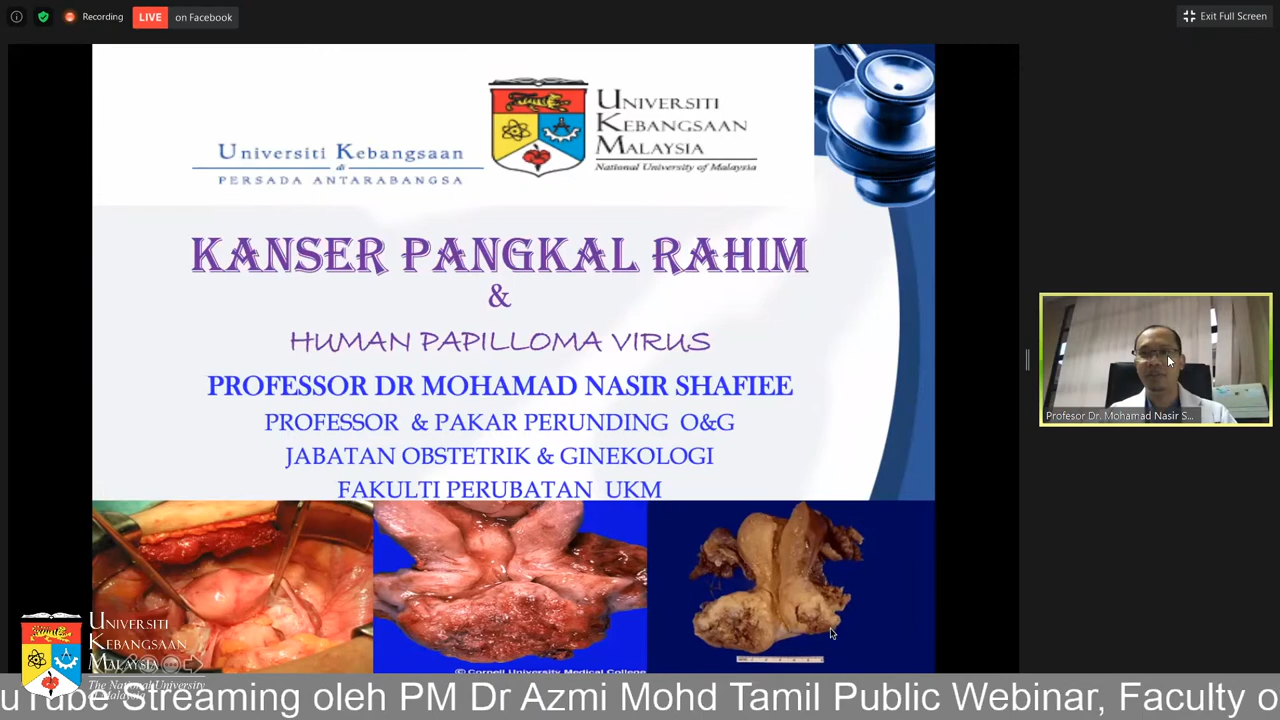 Recording
LIVE
on Facebook
Exit Full Screen
Universiti Kebangsaan
di
PERSADA ANTARABANGSA
UNIVERSITI
KEBANGSAAN
MALAYSIA
National University of Malaysia
KANSER PANGKAL RAHIM
&
HUMAN PAPILLOMA VIRUS
PROFESSOR DR MOHAMAD NASIR SHAFIEE
PROFESSOR & PAKAR PERUNDING O&G
JABATAN OBSTETRIK & GINEKOLOGI
FAKULTI PERUBATAN UKM
Profesor Dr. Mohamad Nasir S...
© Cornell University Medical College
UNIVERSITI
KEBANGSAAN
MALAYSIA
The National University
of Malaysia
uTube Streaming oleh PM Dr Azmi Mohd Tamil Public Webinar, Faculty o